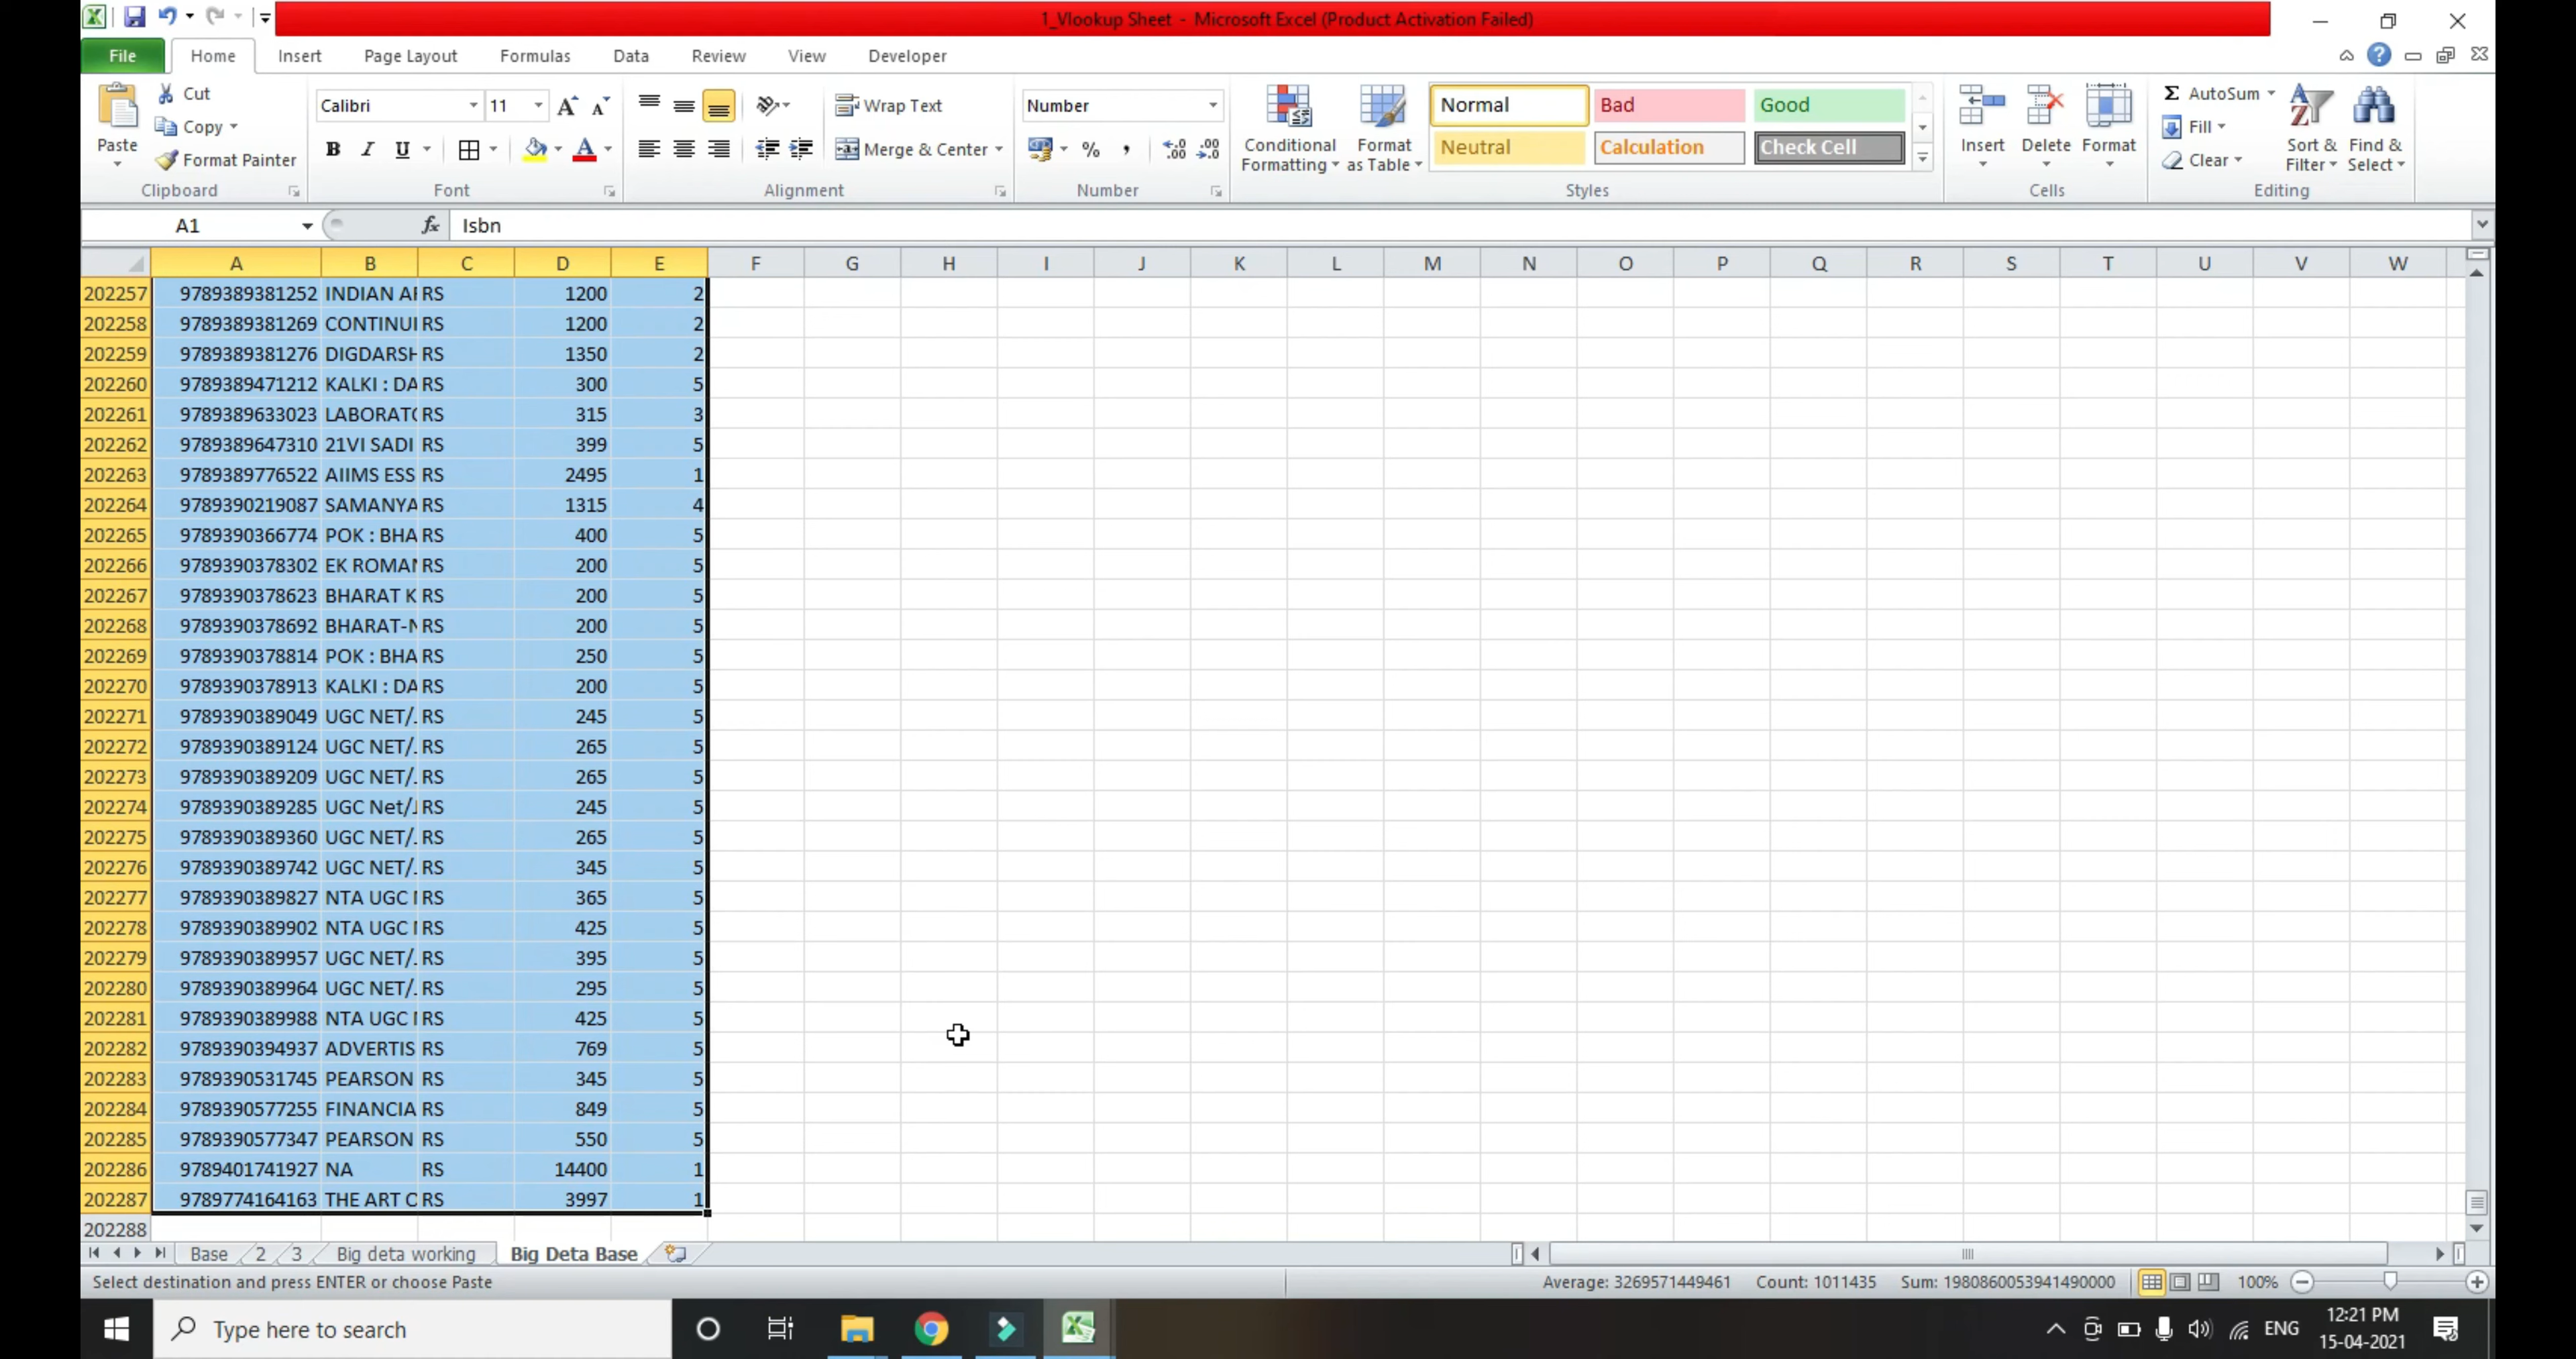 1_Vlookup Sheet - Microsoft Excel (Product Activation Failed)
File Home Insert Page Layout Formulas Data Review View Developer
Paste
Cut
Copy
Format Painter
Clipboard
Calibri 11
B I U
Font
Wrap Text
Merge & Center
Alignment
Number
%
Number
Conditional Formatting
Format as Table
Normal Bad Good
Neutral Calculation Check Cell
Styles
Insert Delete Format
Cells
AutoSum
Fill
Clear
Sort & Filter
Find & Select
Editing
A1 fx Isbn
A B C D E F G H I J K L M N O P Q R S T U V W
202257 9789389381252 INDIAN AI RS 1200 2
202258 9789389381269 CONTINUI RS 1200 2
202259 9789389381276 DIGDARSH RS 1350 2
202260 9789389471212 KALKI : DA RS 300 5
202261 9789389633023 LABORATO RS 315 3
202262 9789389647310 21VI SADI RS 399 5
202263 9789389776522 AIIMS ESS RS 2495 1
202264 9789390219087 SAMANYA RS 1315 4
202265 9789390366774 POK : BHA RS 400 5
202266 9789390378302 EK ROMAN RS 200 5
202267 9789390378623 BHARAT K RS 200 5
202268 9789390378692 BHARAT-N RS 200 5
202269 9789390378814 POK : BHA RS 250 5
202270 9789390378913 KALKI : DA RS 200 5
202271 9789390389049 UGC NET/. RS 245 5
202272 9789390389124 UGC NET/. RS 265 5
202273 9789390389209 UGC NET/. RS 265 5
202274 9789390389285 UGC Net/J RS 245 5
202275 9789390389360 UGC NET/. RS 265 5
202276 9789390389742 UGC NET/. RS 345 5
202277 9789390389827 NTA UGC RS 365 5
202278 9789390389902 NTA UGC RS 425 5
202279 9789390389957 UGC NET/. RS 395 5
202280 9789390389964 UGC NET/. RS 295 5
202281 9789390389988 NTA UGC RS 425 5
202282 9789390394937 ADVERTIS RS 769 5
202283 9789390531745 PEARSON RS 345 5
202284 9789390577255 FINANCIA RS 849 5
202285 9789390577347 PEARSON RS 550 5
202286 9789401741927 NA RS 14400 1
202287 9789774164163 THE ART O RS 3997 1
202288
Base 2 3 Big deta working Big Deta Base
Select destination and press ENTER or choose Paste Average: 3269571449461 Count: 1011435 Sum: 1980860053941490000 100%
Type here to search
ENG
12:21 PM
15-04-2021